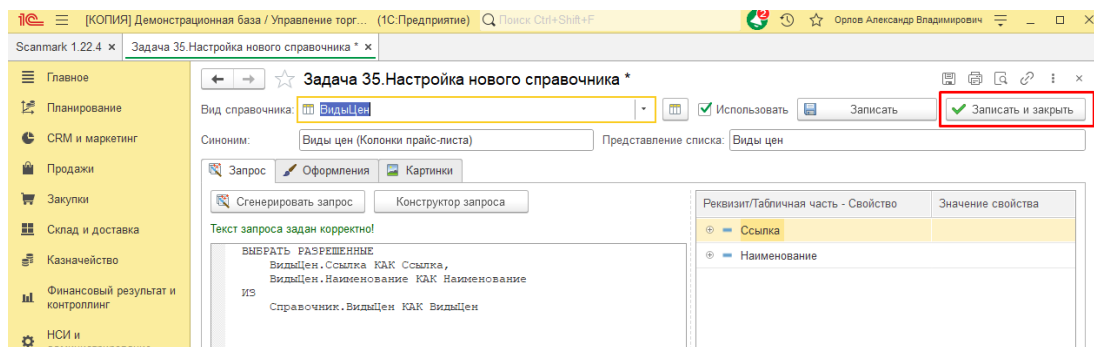 1С [КОПИЯ] Демонстрационная база / Управление торг... (1С:Предприятие) Поиск Ctrl+Shift+F 2 Орлов Александр Владимирович
Scanmark 1.22.4 × Задача 35.Настройка нового справочника * ×
Главное
Планирование
CRM и маркетинг
Продажи
Закупки
Склад и доставка
Казначейство
Финансовый результат и
контроллинг
НСИ и
Задача 35.Настройка нового справочника *
Вид справочника: ВидыЦен Использовать Записать Записать и закрыть
Синоним: Виды цен (Колонки прайс-листа) Представление списка: Виды цен
Запрос Оформления Картинки
Сгенерировать запрос Конструктор запроса
Текст запроса задан корректно!
ВЫБРАТЬ РАЗРЕШЕННЫЕ
ВидыЦен.Ссылка КАК Ссылка,
ВидыЦен.Наименование КАК Наименование
ИЗ
Справочник.ВидыЦен КАК ВидыЦен
Реквизит/Табличная часть - Свойство Значение свойства
Ссылка
Наименование